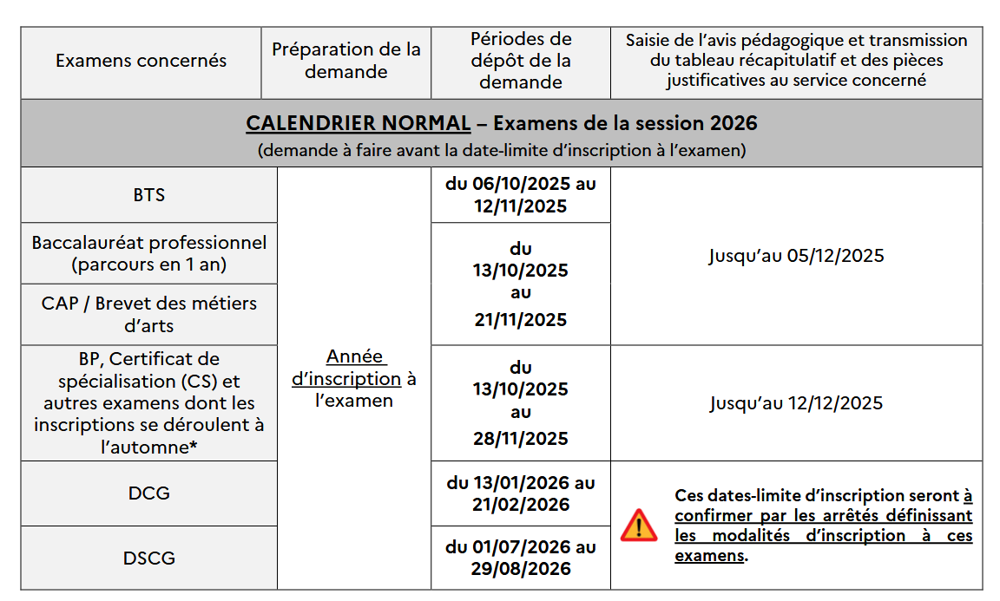 Examens concernés
Préparation de la
demande
Périodes de
dépôt de la
demande
Saisie de l’avis pédagogique et transmission
du tableau récapitulatif et des pièces
justificatives au service concerné
CALENDRIER NORMAL – Examens de la session 2026
(demande à faire avant la date-limite d’inscription à l’examen)
BTS
du 06/10/2025 au
12/11/2025
Baccalauréat professionnel
(parcours en 1 an)
CAP / Brevet des métiers
d’arts
du
13/10/2025
au
21/11/2025
Jusqu’au 05/12/2025
Année
d’inscription à
l’examen
BP, Certificat de
spécialisation (CS) et
autres examens dont les
inscriptions se déroulent à
l’automne*
du
13/10/2025
au
28/11/2025
Jusqu’au 12/12/2025
DCG
du 13/01/2026 au
21/02/2026
DSCG
du 01/07/2026 au
29/08/2026
Ces dates-limite d’inscription seront à
confirmer par les arrêtés définissant
les modalités d’inscription à ces
examens.